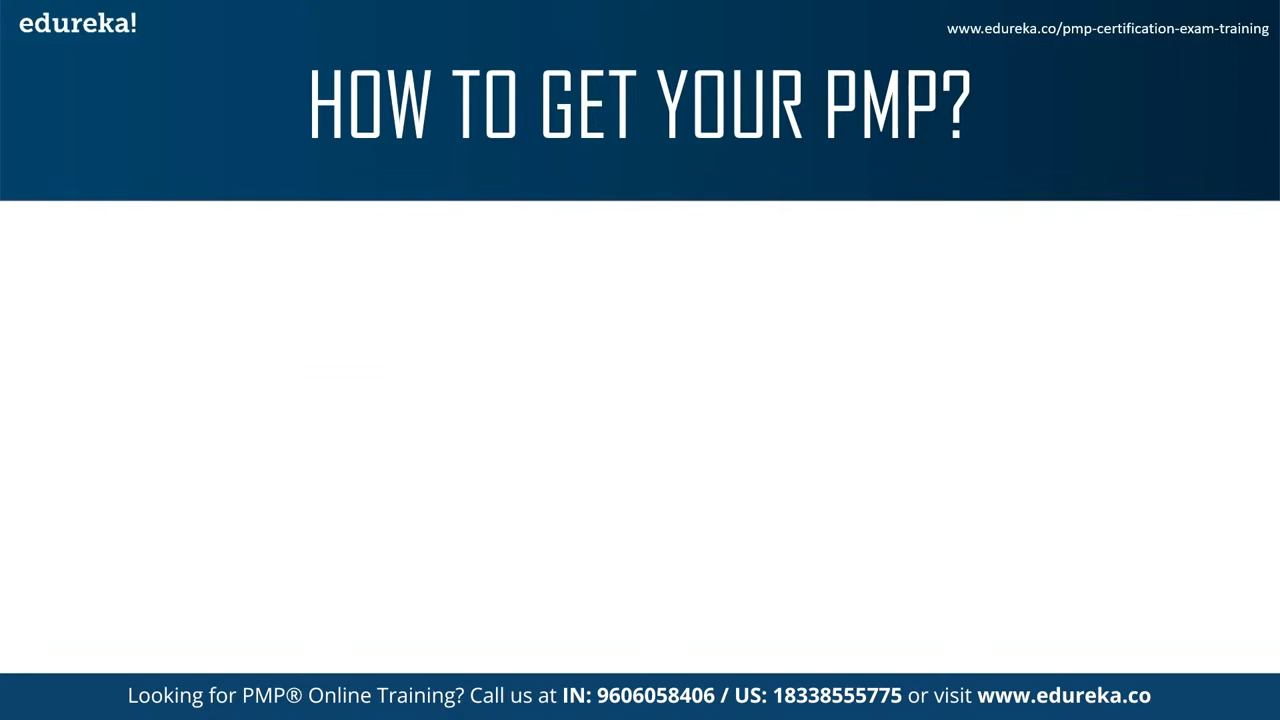 edureka!
www.edureka.co/pmp-certification-exam-training
HOW TO GET YOUR PMP?
Looking for PMP® Online Training? Call us at IN: 9606058406 / US: 18338555775 or visit www.edureka.co